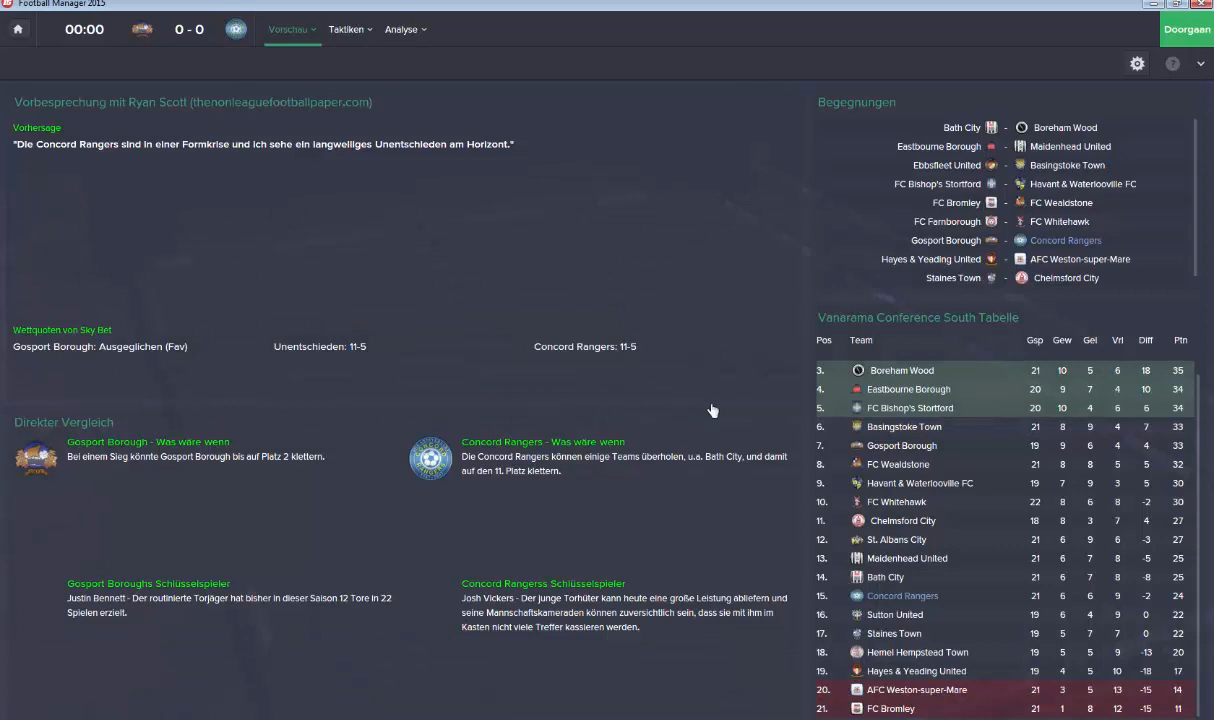 Football Manager 2015
00:00
0 - 0
Vorschau
Taktiken
Analyse
Doorgaan
Vorbesprechung mit Ryan Scott (thenonleaguefootballpaper.com)
Vorhersage
"Die Concord Rangers sind in einer Formkrise und ich sehe ein langweiliges Unentschieden am Horizont."
Wettquoten von Sky Bet
Gosport Borough: Ausgeglichen (Fav)
Unentschieden: 11-5
Concord Rangers: 11-5
Direkter Vergleich
Gosport Borough - Was wäre wenn
Bei einem Sieg könnte Gosport Borough bis auf Platz 2 klettern.
Concord Rangers - Was wäre wenn
Die Concord Rangers können einige Teams überholen, u.a. Bath City, und damit
auf den 11. Platz klettern.
Gosport Boroughs Schlüsselspieler
Justin Bennett - Der routinierte Torjäger hat bisher in dieser Saison 12 Tore in 22
Spielen erzielt.
Concord Rangerss Schlüsselspieler
Josh Vickers - Der junge Torhüter kann heute eine große Leistung abliefern und
seine Mannschaftskameraden können zuversichtlich sein, dass sie mit ihm im
Kasten nicht viele Treffer kassieren werden.
Begegnungen
Bath City - Boreham Wood
Eastbourne Borough - Maidenhead United
Ebbsfleet United - Basingstoke Town
FC Bishop's Stortford - Havant & Waterlooville FC
FC Bromley - FC Wealdstone
FC Farnborough - FC Whitehawk
Gosport Borough - Concord Rangers
Hayes & Yeading United - AFC Weston-super-Mare
Staines Town - Chelmsford City
Vanarama Conference South Tabelle
Pos Team Gsp Gew Gel Vrl Diff Ptn
3. Boreham Wood 21 10 5 6 18 35
4. Eastbourne Borough 20 9 7 4 10 34
5. FC Bishop's Stortford 20 10 4 6 6 34
6. Basingstoke Town 21 8 9 4 7 33
7. Gosport Borough 19 9 6 4 4 33
8. FC Wealdstone 21 8 8 5 5 32
9. Havant & Waterlooville FC 19 7 9 3 5 30
10. FC Whitehawk 22 8 6 8 -2 30
11. Chelmsford City 18 8 3 7 4 27
12. St. Albans City 21 6 9 6 -3 27
13. Maidenhead United 21 6 7 8 -5 25
14. Bath City 21 6 7 8 -8 25
15. Concord Rangers 21 6 6 9 -2 24
16. Sutton United 19 6 4 9 0 22
17. Staines Town 19 5 7 7 0 22
18. Hemel Hempstead Town 19 5 5 9 -13 20
19. Hayes & Yeading United 19 4 5 10 -18 17
20. AFC Weston-super-Mare 21 3 5 13 -15 14
21. FC Bromley 21 1 8 12 -15 11